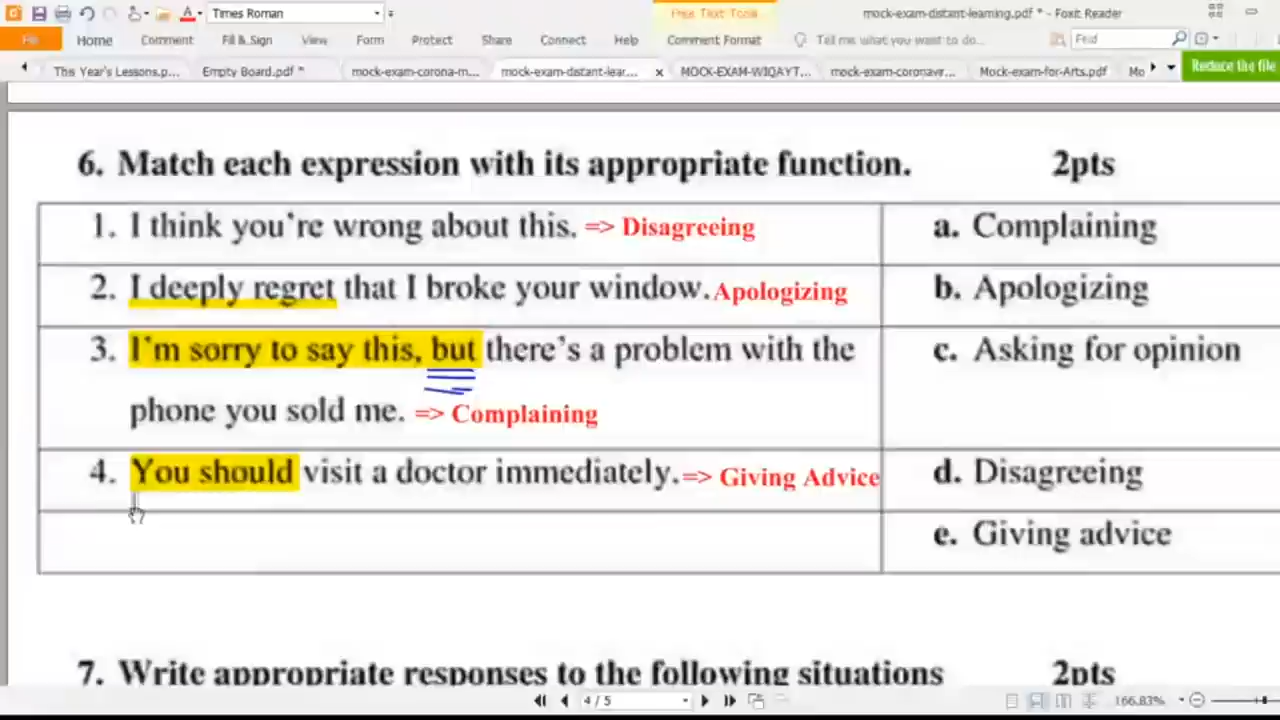 Times Roman
Free Text Tools
mock-exam-distant-learning.pdf * - Foxit Reader
File Home Comment Fill & Sign View Form Protect Share Connect Help Comment Format Tell me what you want to do... Find
This Year's Lessons.p... Empty Board.pdf * mock-exam-corona-m... mock-exam-distant-lear... x MOCK-EXAM-WIQAYT... mock-exam-coronavr... Mock-exam-for-Arts.pdf Mo Reduce the file
6. Match each expression with its appropriate function. 2pts
1. I think you're wrong about this. => Disagreeing a. Complaining
2. I deeply regret that I broke your window. Apologizing b. Apologizing
3. I'm sorry to say this, but there's a problem with the c. Asking for opinion
phone you sold me. => Complaining
4. You should visit a doctor immediately. => Giving Advice d. Disagreeing
e. Giving advice
7. Write appropriate responses to the following situations 2pts
4 / 5 166.83%